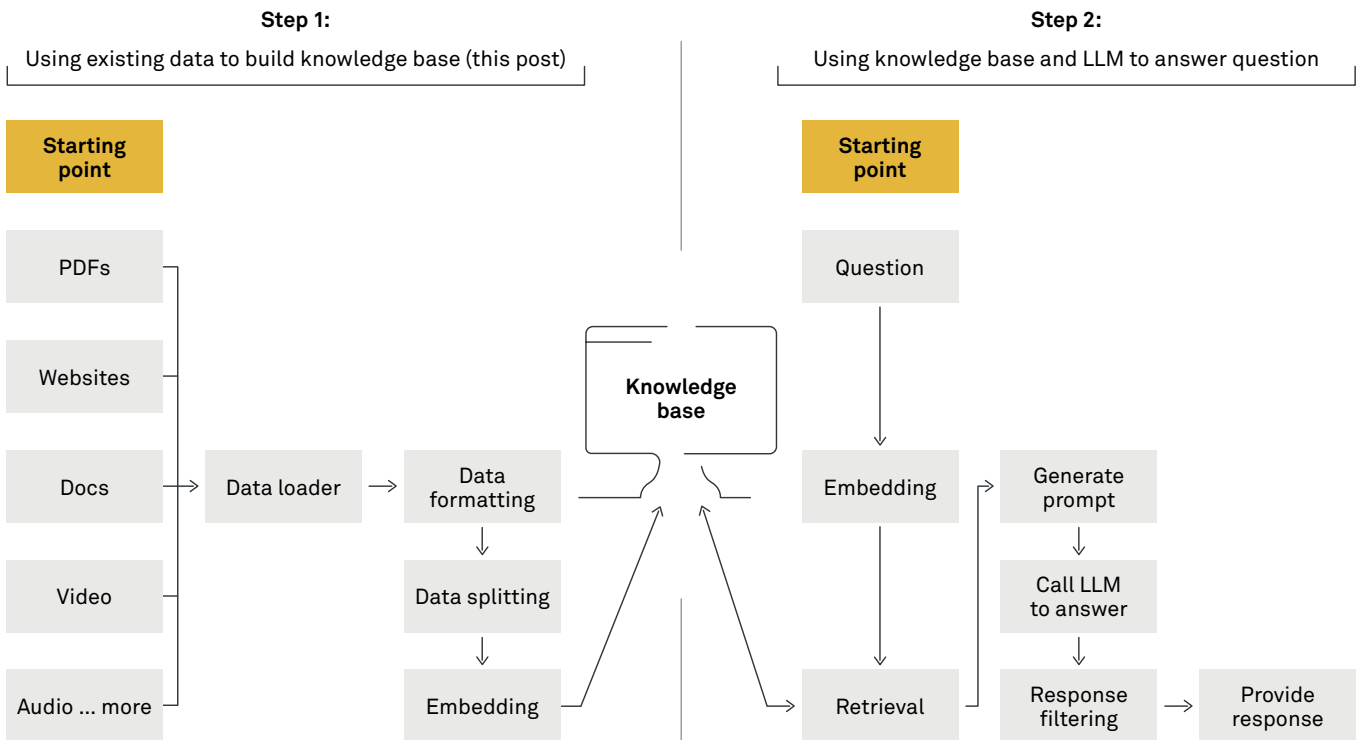 Step 1:
Using existing data to build knowledge base (this post)
Starting
point
PDFs
Websites
Docs
Video
Audio ... more
Data loader
Data
formatting
Data splitting
Embedding
Knowledge
base
Step 2:
Using knowledge base and LLM to answer question
Starting
point
Question
Embedding
Retrieval
Generate
prompt
Call LLM
to answer
Response
filtering
Provide
response